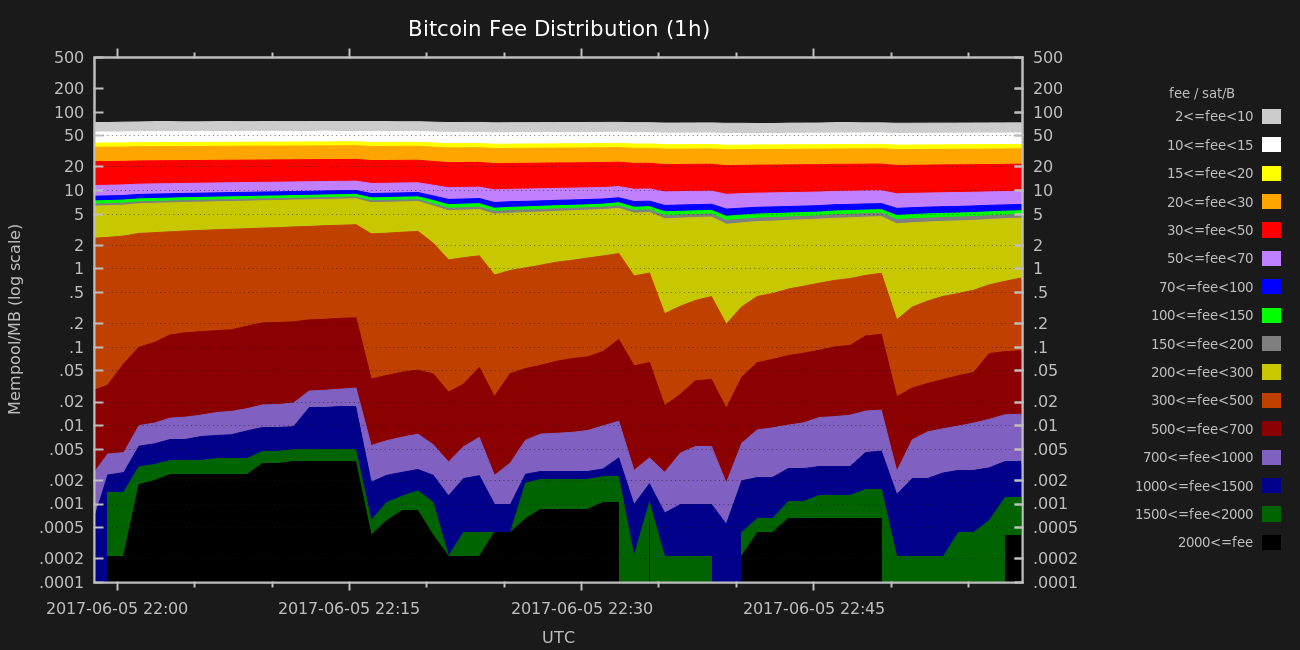 Bitcoin Fee Distribution (1h)
500 500
200 200
100 100
50 50
20 20
10 10
5 5
2 2
1 1
.5 .5
.2 .2
.1 .1
.05 .05
.02 .02
.01 .01
.005 .005
.002 .002
.001 .001
.0005 .0005
.0002 .0002
.0001 .0001
Mempool/MB (log scale)
2017-06-05 22:00 2017-06-05 22:15 2017-06-05 22:30 2017-06-05 22:45
UTC
fee / sat/B
2<=fee<10
10<=fee<15
15<=fee<20
20<=fee<30
30<=fee<50
50<=fee<70
70<=fee<100
100<=fee<150
150<=fee<200
200<=fee<300
300<=fee<500
500<=fee<700
700<=fee<1000
1000<=fee<1500
1500<=fee<2000
2000<=fee